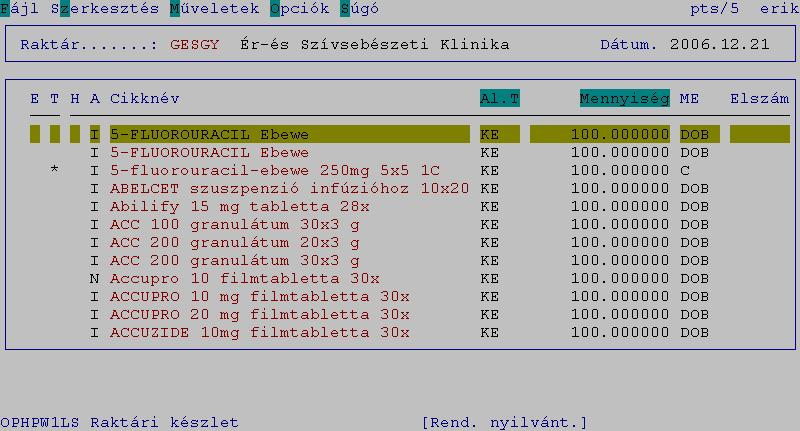 Fájl Szerkesztés Műveletek Opciók Súgó pts/5 erik
Raktár.......: GESGY Ér-és Szívsebészeti Klinika Dátum. 2006.12.21
E T H A Cikknév Al.T Mennyiség ME Elszám
I 5-FLUOROURACIL Ebewe KE 100.000000 DOB
I 5-FLUOROURACIL Ebewe KE 100.000000 DOB
* I 5-fluorouracil-ebewe 250mg 5x5 1C KE 100.000000 C
I ABELCET szuszpenzió infúzióhoz 10x20 KE 100.000000 DOB
I Abilify 15 mg tabletta 28x KE 100.000000 DOB
I ACC 100 granulátum 30x3 g KE 100.000000 DOB
I ACC 200 granulátum 20x3 g KE 100.000000 DOB
I ACC 200 granulátum 30x3 g KE 100.000000 DOB
N Accupro 10 filmtabletta 30x KE 100.000000 DOB
I ACCUPRO 10 mg filmtabletta 30x KE 100.000000 DOB
I ACCUPRO 20 mg filmtabletta 30x KE 100.000000 DOB
I ACCUZIDE 10mg filmtabletta 30x KE 100.000000 DOB
OPHPW1LS Raktári készlet [Rend. nyilvánt.]